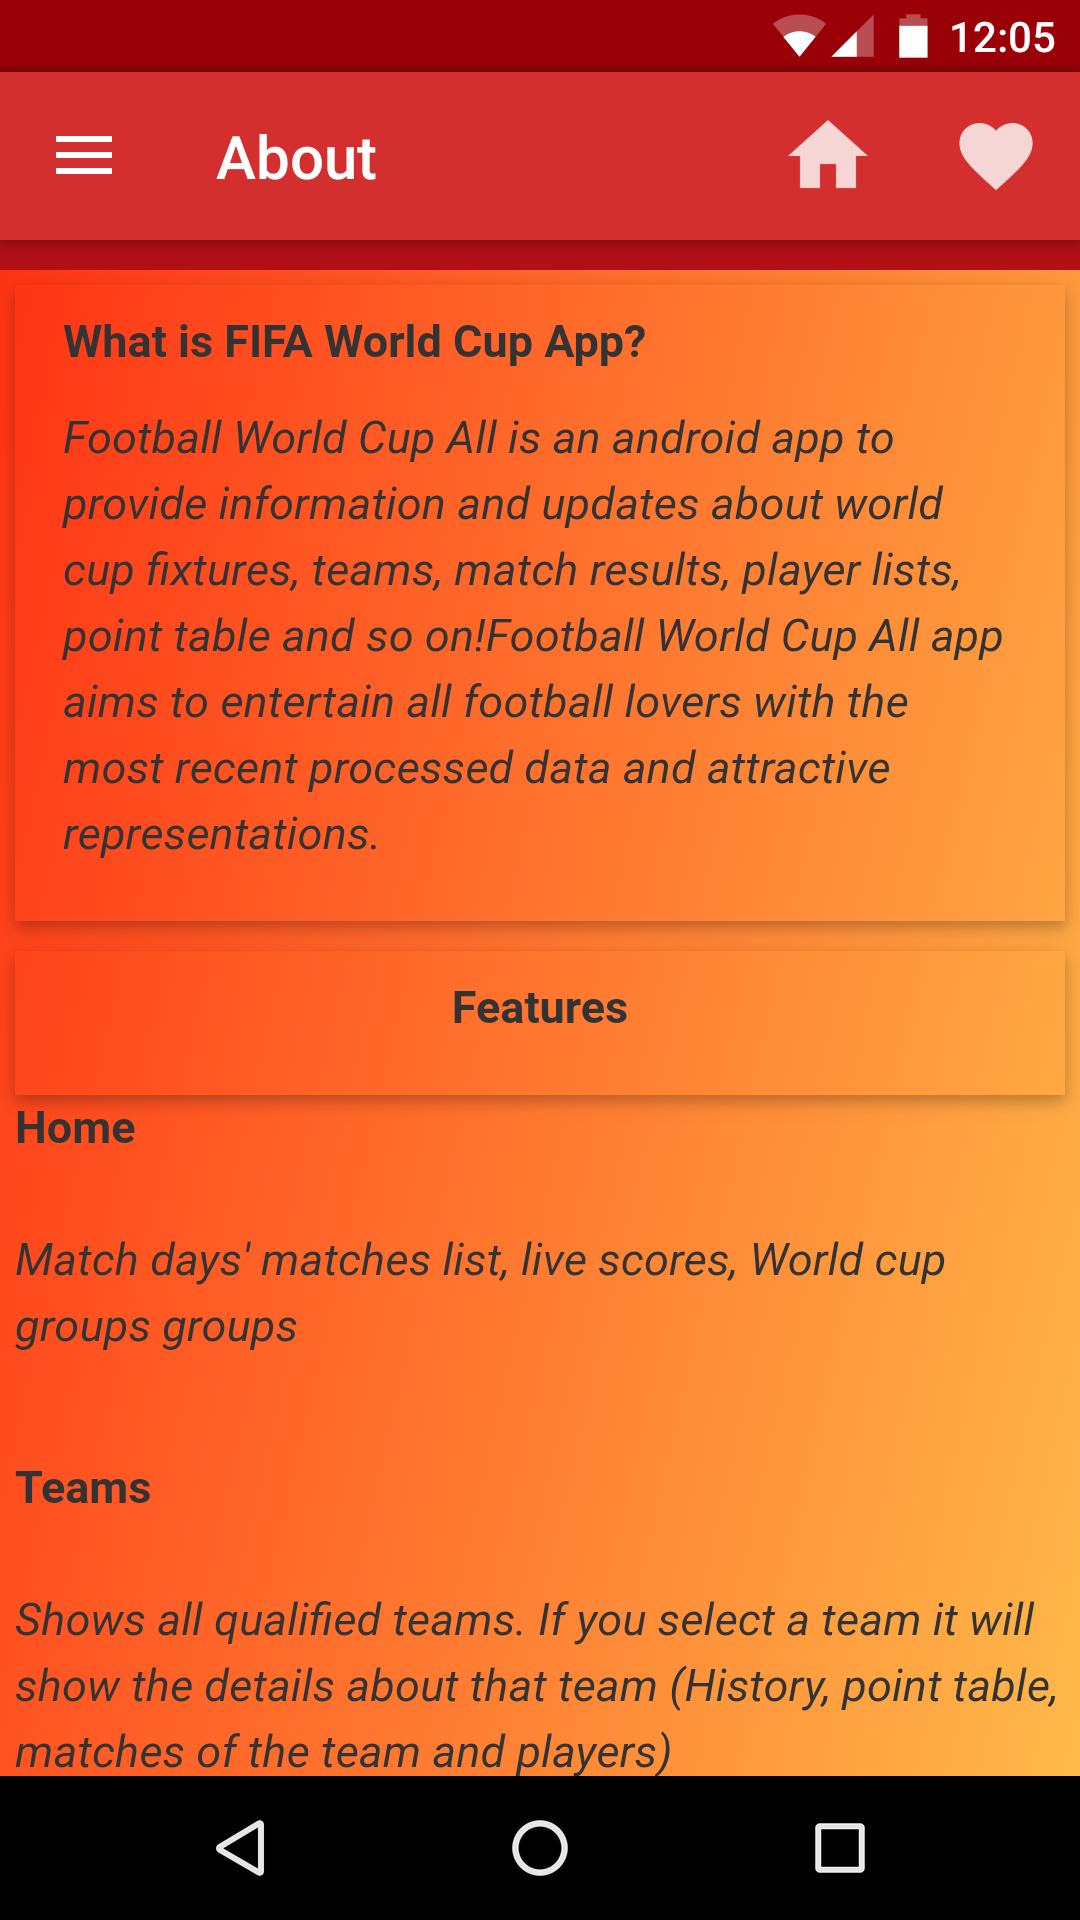 12:05
About
What is FIFA World Cup App?
Football World Cup All is an android app to
provide information and updates about world
cup fixtures, teams, match results, player lists,
point table and so on!Football World Cup All app
aims to entertain all football lovers with the
most recent processed data and attractive
representations.
Features
Home
Match days' matches list, live scores, World cup
groups groups
Teams
Shows all qualified teams. If you select a team it will
show the details about that team (History, point table,
matches of the team and players)